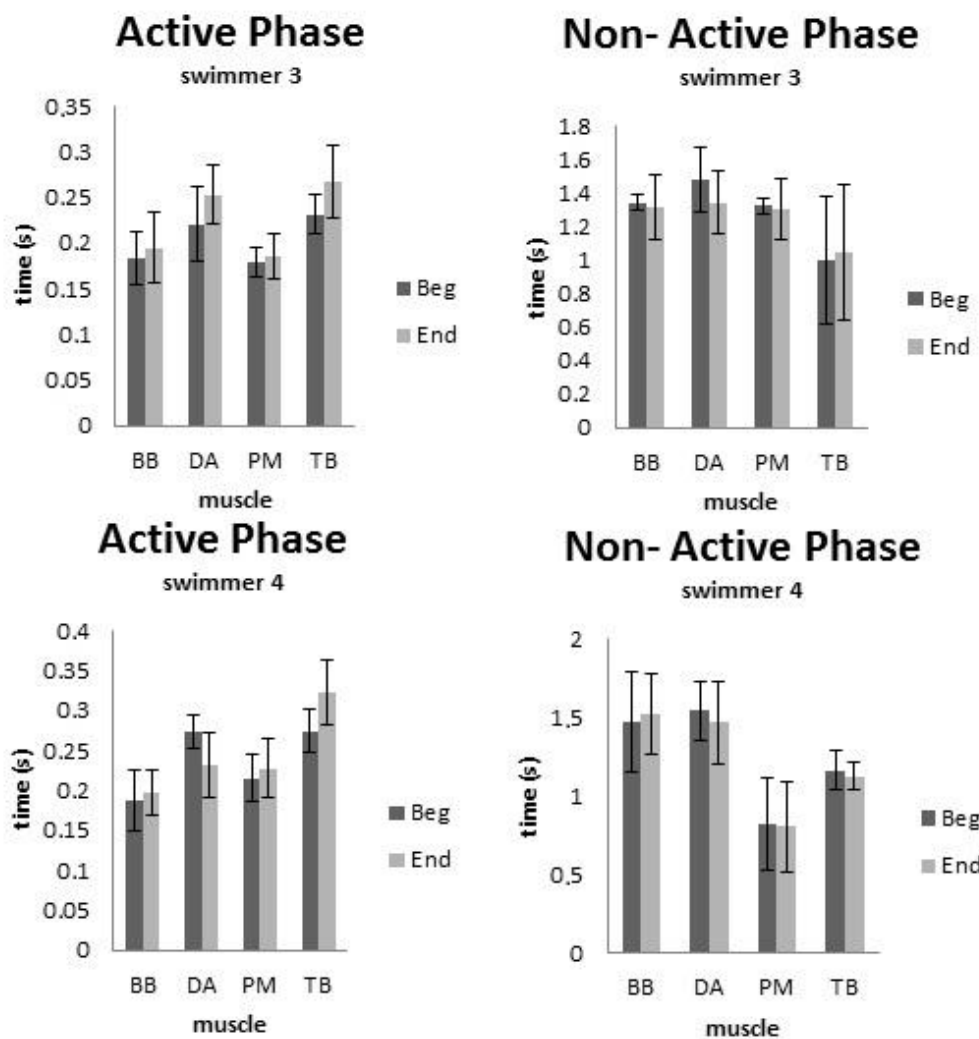 Active Phase
swimmer 3
0.35
0.3
0.25
0.2
0.15
0.1
0.05
0
time (s)
BB DA PM TB
muscle
Beg
End
Non- Active Phase
swimmer 3
1.8
1.6
1.4
1.2
1
0.8
0.6
0.4
0.2
0
time (s)
BB DA PM TB
muscle
Beg
End
Active Phase
swimmer 4
0.4
0.35
0.3
0.25
0.2
0.15
0.1
0.05
0
time (s)
BB DA PM TB
muscle
Beg
End
Non- Active Phase
swimmer 4
2
1.5
1
0.5
0
time (s)
BB DA PM TB
muscle
Beg
End